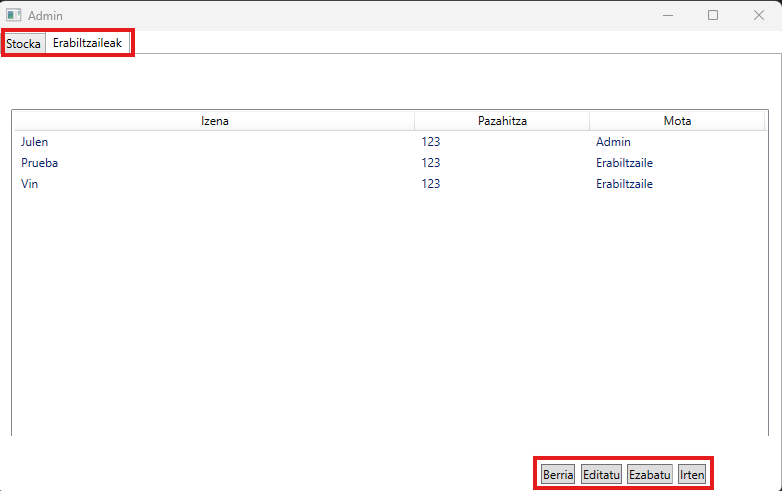 Admin
Stocka Erabiltzaileak
Izena Pazahitza Mota
Julen 123 Admin
Prueba 123 Erabiltzaile
Vin 123 Erabiltzaile
Berria Editatu Ezabatu Irten